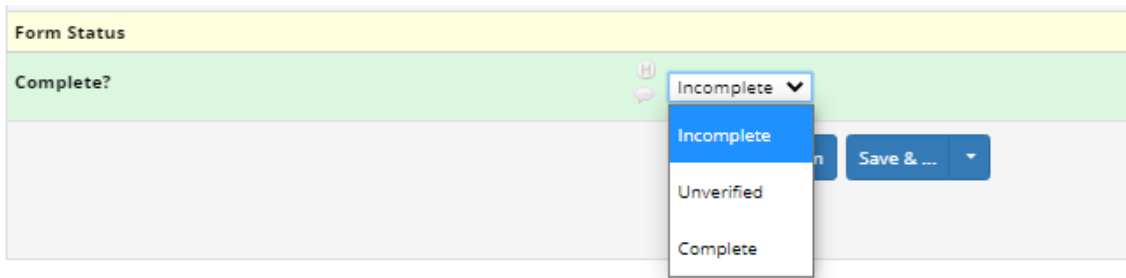 Form Status
Complete?
H
Incomplete
Incomplete
Save & ...
Unverified
Complete